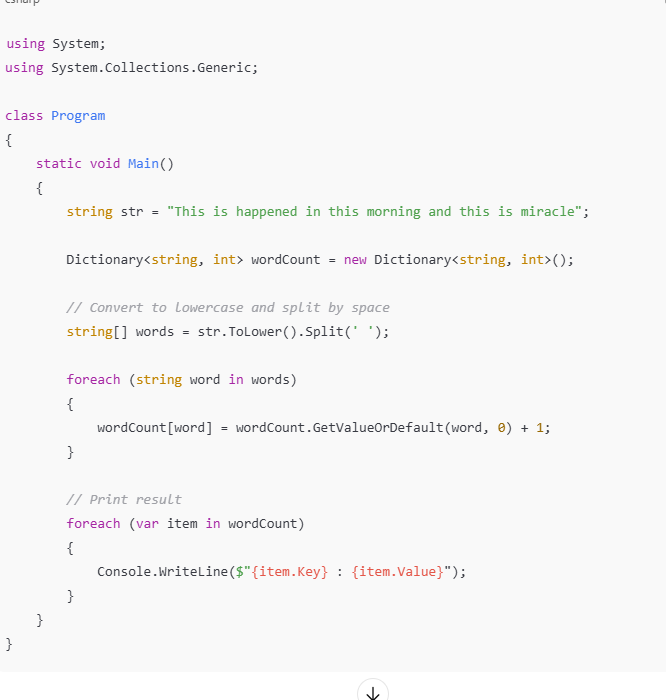 csharp
using System;
using System.Collections.Generic;
class Program
{
static void Main()
{
string str = "This is happened in this morning and this is miracle";
Dictionary<string, int> wordCount = new Dictionary<string, int>();
// Convert to lowercase and split by space
string[] words = str.ToLower().Split(' ');
foreach (string word in words)
{
wordCount[word] = wordCount.GetValueOrDefault(word, 0) + 1;
}
// Print result
foreach (var item in wordCount)
{
Console.WriteLine($"{item.Key} : {item.Value}");
}
}
}